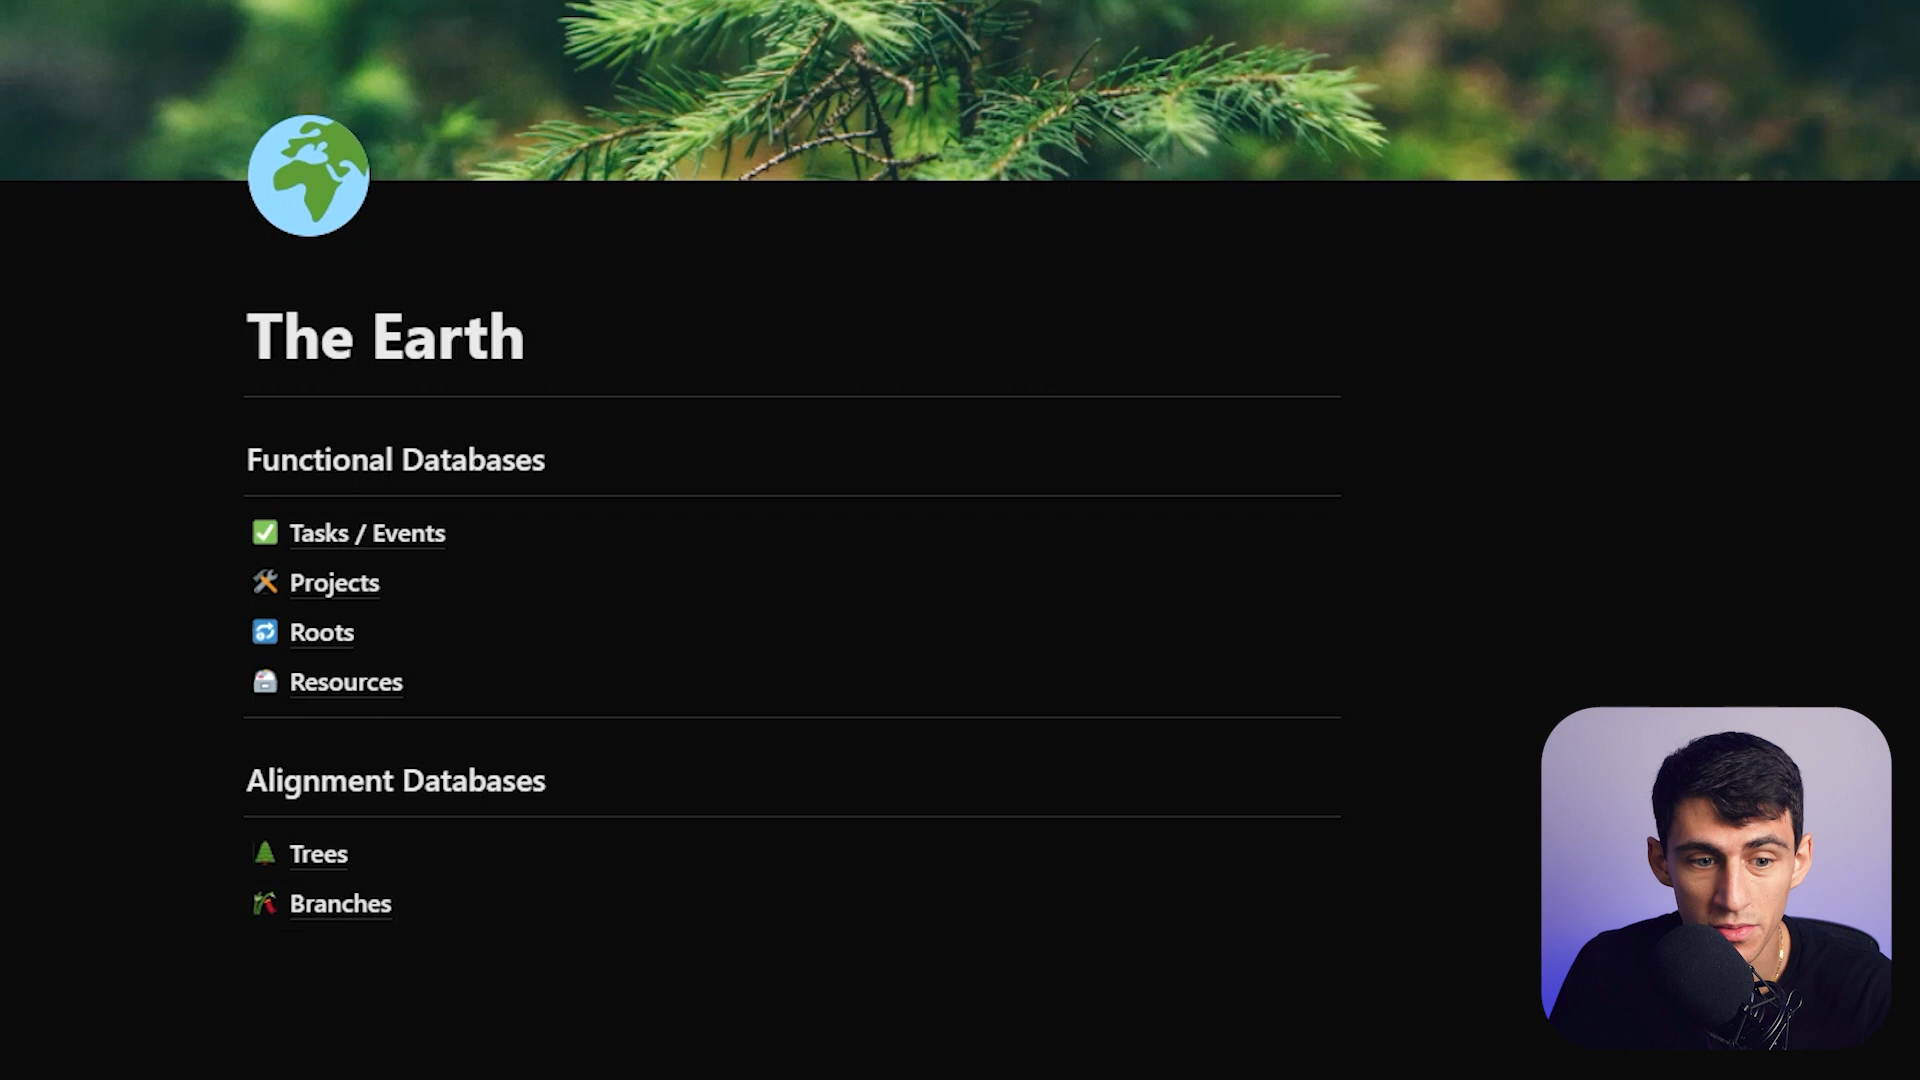 The Earth
Functional Databases
Tasks / Events
Projects
Roots
Resources
Alignment Databases
Trees
Branches